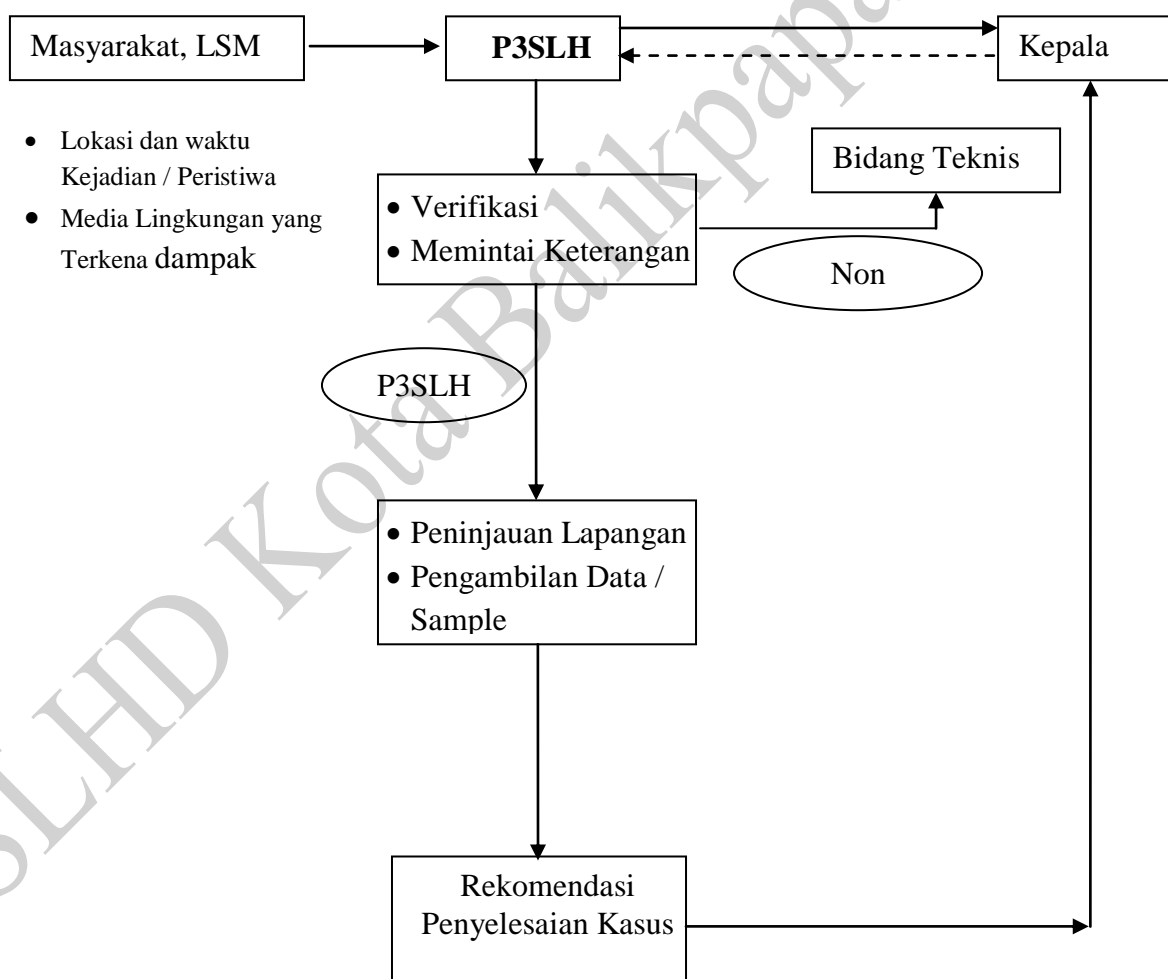 Masyarakat, LSM
P3SLH
Kepala
• Lokasi dan waktu
Kejadian / Peristiwa
• Media Lingkungan yang
Terkena dampak
Bidang Teknis
• Verifikasi
• Memintai Keterangan
Non
P3SLH
• Peninjauan Lapangan
• Pengambilan Data /
Sample
Rekomendasi
Penyelesaian Kasus
SLHD Kota Balikpapa